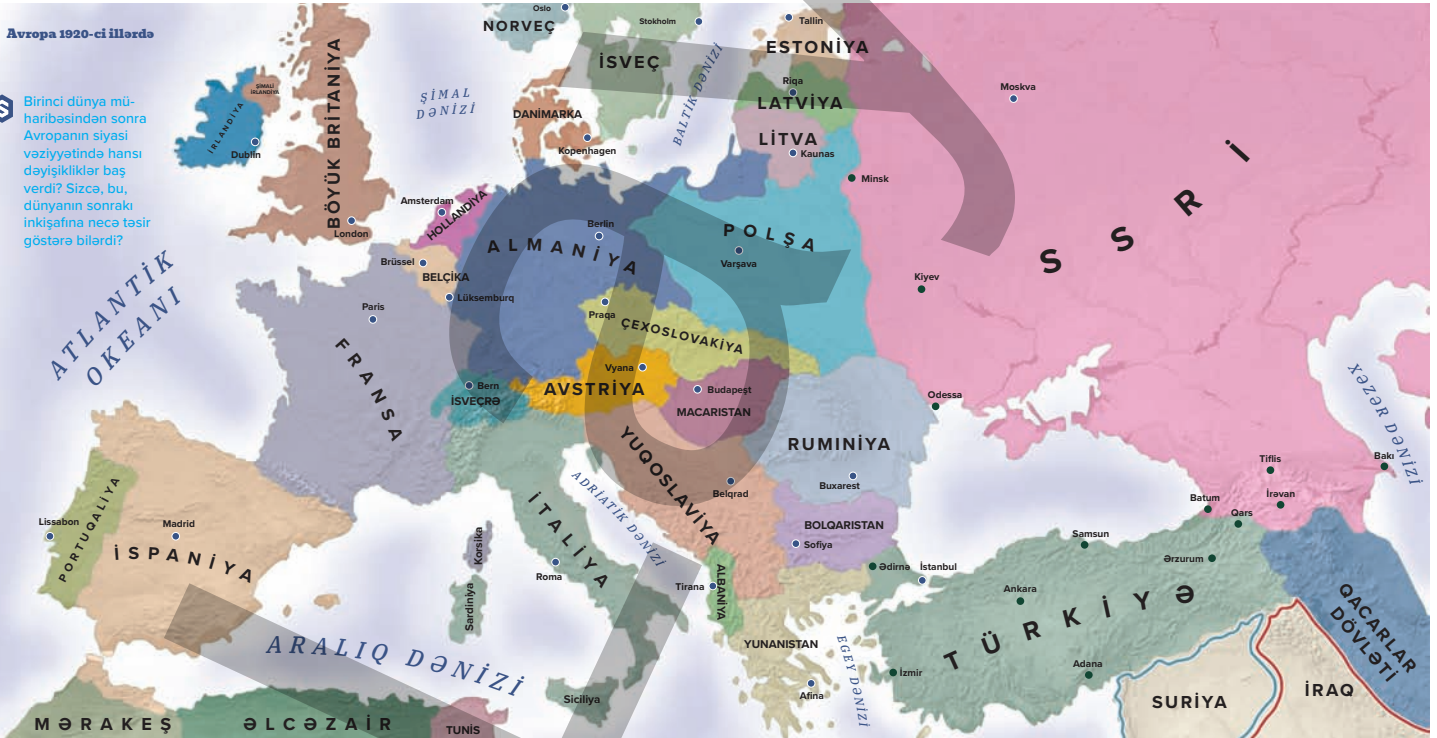 Avropa 1920-ci illərdə
Birinci dünya mü-
haribəsindən sonra
Avropanın siyasi
vəziyyətində hansı
dəyişikliklər baş
verdi? Sizcə, bu,
dünyanın sonrakı
inkişafına necə təsir
göstərə bilərdi?
Oslo
NORVEÇ
Stokholm
İSVEÇ
Tallin
ESTONİYA
Riqa
LATVİYA
LİTVA
Kaunas
BALTİK DƏNİZİ
ŞİMAL
DƏNİZİ
DANİMARKA
Kopenhagen
ŞİMALİ
İRLANDİYA
İRLANDİYA
Dublin
BÖYÜK BRİTANİYA
London
Amsterdam
HOLLANDİYA
Brüssel
BELÇİKA
Lüksemburq
ALMANİYA
Berlin
POLŞA
Varşava
Moskva
Minsk
SSRİ
Kiyev
Odessa
ATLANTİK
OKEANI
Paris
FRANSA
Praqa
ÇEXOSLOVAKİYA
Vyana
AVSTRİYA
Bern
İSVEÇRƏ
Budapeşt
MACARISTAN
RUMINİYA
Buxarest
YUQOSLAVİYA
Belqrad
BOLQARISTAN
Sofiya
ADRİATİK DƏNİZİ
İTALİYA
Roma
Korsika
Sardiniya
Siciliya
Tirana
ALBANİYA
YUNANISTAN
Afina
EGEY DƏNİZİ
Lissabon
PORTUQALİYA
Madrid
İSPANİYA
ARALIQ DƏNİZİ
MƏRAKEŞ
ƏLCƏZAİR
TUNİS
Ədirnə
İstanbul
İzmir
Ankara
Samsun
Ərzurum
Adana
TÜRKİYƏ
Batum
Qars
Tiflis
İrəvan
Bakı
XƏZƏR DƏNİZİ
QACARLAR
DÖVLƏTİ
SURİYA
İRAQ